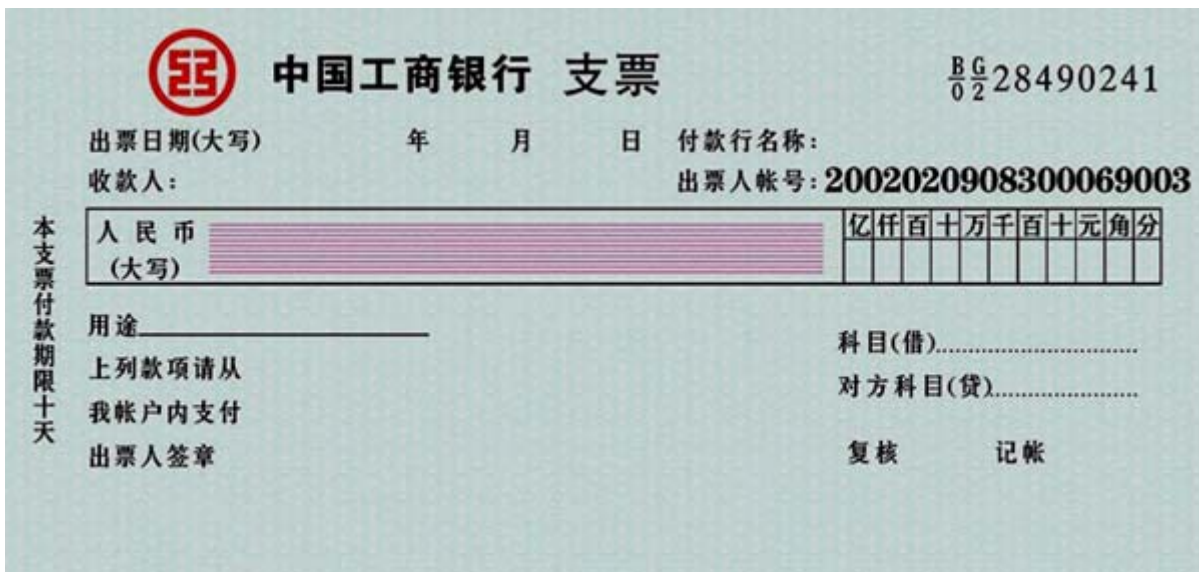 中国工商银行 支票
BG
02 28490241
出票日期(大写) 年 月 日 付款行名称:
收款人: 出票人帐号:2002020908300069003
人民币
(大写)
亿仟百十万千百十元角分
本支票付款期限十天
用途
科目(借)
上列款项请从
对方科目(贷)
我帐户内支付
出票人签章
复核 记帐